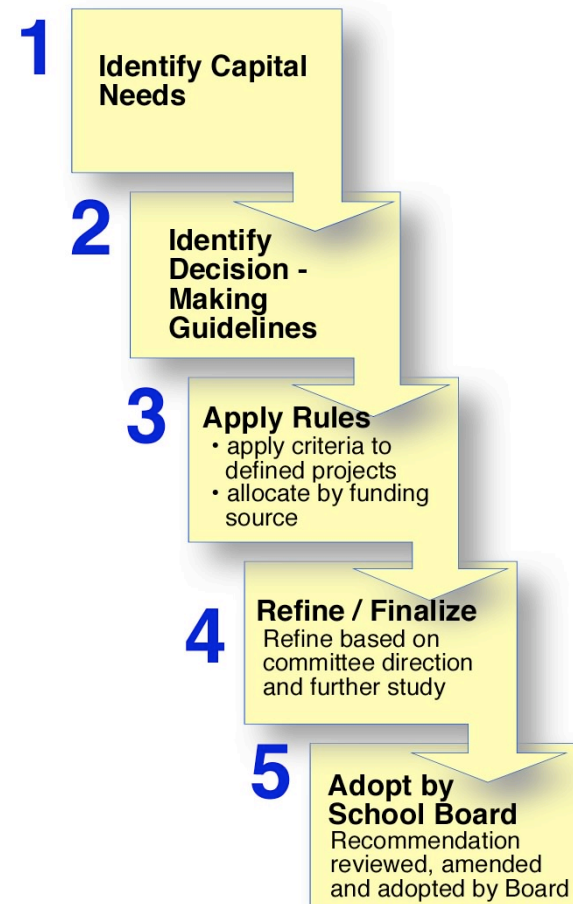 1
Identify Capital
Needs
2
Identify
Decision -
Making
Guidelines
3
Apply Rules
• apply criteria to
defined projects
• allocate by funding
source
4
Refine / Finalize
Refine based on
committee direction
and further study
5
Adopt by
School Board
Recommendation
reviewed, amended
and adopted by Board